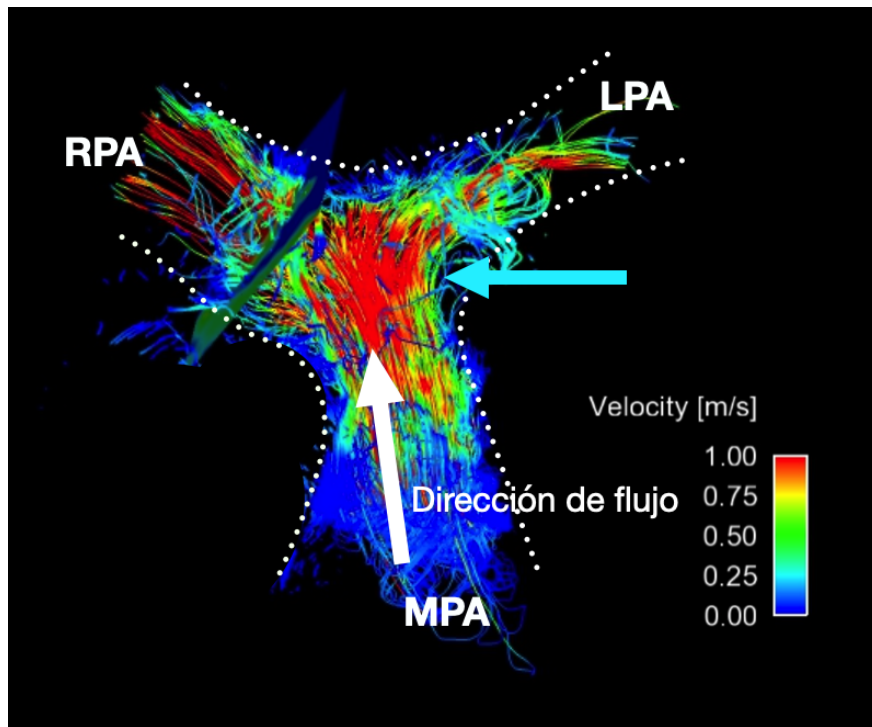 LPA
RPA
Velocity [m/s]
1.00
0.75
0.50
0.25
0.00
Dirección de flujo
MPA